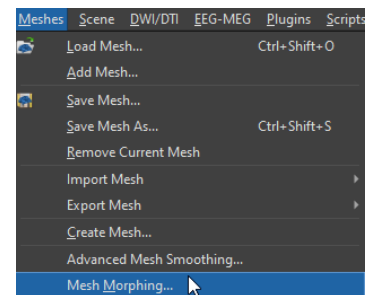 Meshes Scene DWI/DTI EEG-MEG Plugins Scripts
Load Mesh... Ctrl+Shift+O
Add Mesh...
Save Mesh...
Save Mesh As... Ctrl+Shift+S
Remove Current Mesh
Import Mesh
Export Mesh
Create Mesh...
Advanced Mesh Smoothing...
Mesh Morphing...